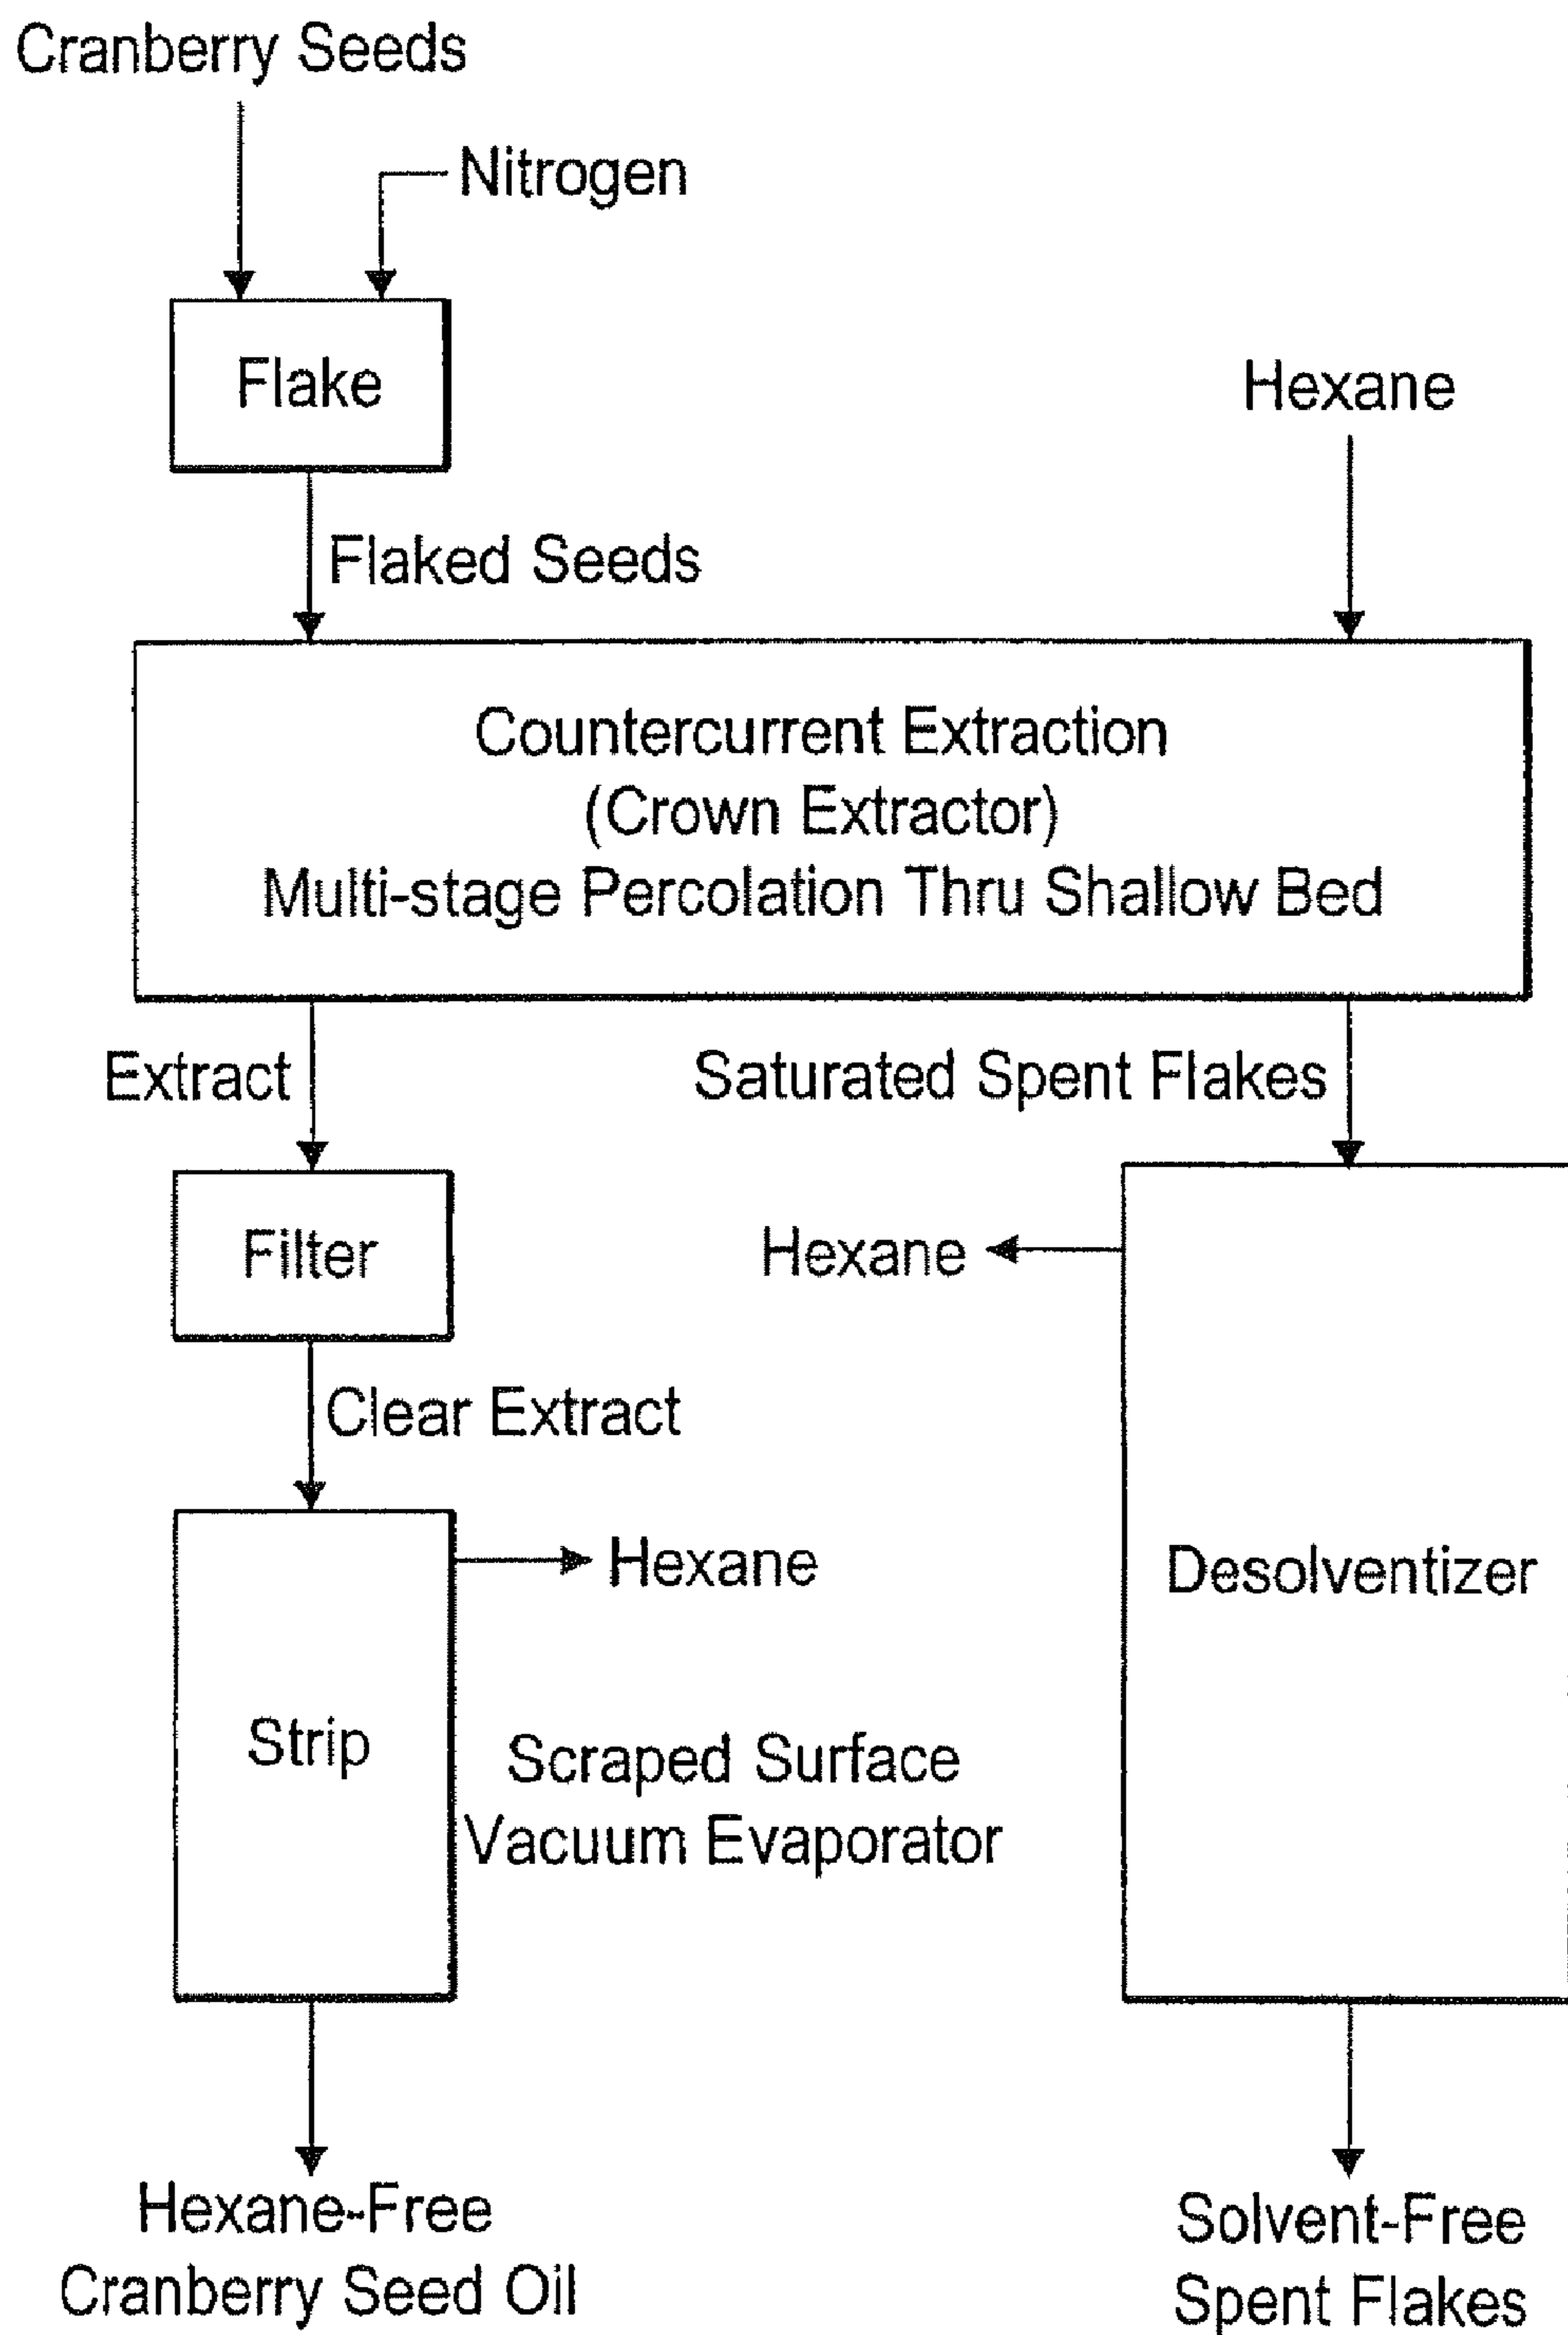 Cranberry Seeds
Nitrogen
Flake
Hexane
Flaked Seeds
Countercurrent Extraction
(Crown Extractor)
Multi-stage Percolation Thru Shallow Bed
Extract
Saturated Spent Flakes
Filter
Hexane
Clear Extract
Hexane
Desolventizer
Strip
Scraped Surface
Vacuum Evaporator
Hexane-Free
Cranberry Seed Oil
Solvent-Free
Spent Flakes